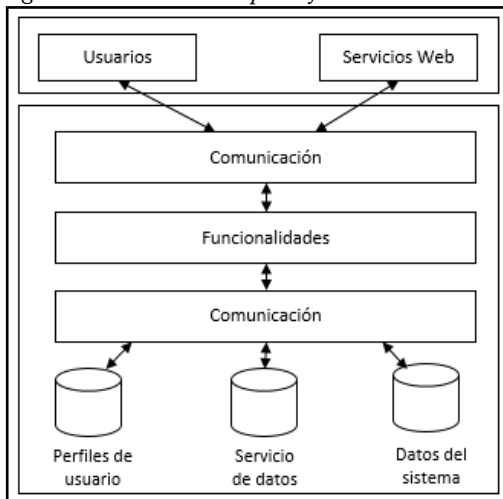 Usuarios
Servicios Web
Comunicación
Funcionalidades
Comunicación
Perfiles de
usuario
Servicio
de datos
Datos del
sistema